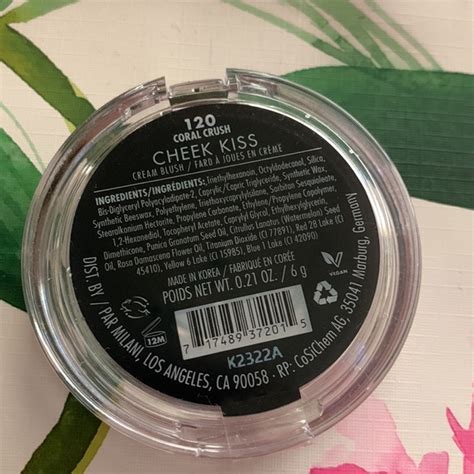 120
CORAL CRUSH
CHEEK KISS
CREAM BLUSH / FARD À JOUES EN CRÈME
INGREDIENTS/INGRÉDIENTS: Triethylhexanoin, Octyldodecanol, Silica,
Bis-Diglyceryl Polyacyladipate-2, Caprylic / Capric Triglyceride, Synthetic Wax,
Synthetic Beeswax, Polyethylene, Triethoxycaprylylsilane, Sorbitan Sesquioleate,
Stearalkonium Hectorite, Propylene Carbonate, Ethylene/Propylene Copolymer,
1,2-Hexanediol, Tocopheryl Acetate, Caprylyl Glycol, Ethylhexylglycerin,
Dimethicone, Punica Granatum Seed Oil, Citrullus Lanatus (Watermelon) Seed
Oil, Rosa Damascena Flower Oil, Titanium Dioxide (CI 77891), Red 28 Lake (CI
45410), Yellow 6 Lake (CI 15985), Blue 1 Lake (CI 42090)
MADE IN KOREA / FABRIQUÉ EN CORÉE
POIDS NET WT. 0.21 OZ. / 6 g
VEGAN
12M
7 17489 37201 5
K2322A
DIST. BY / PAR MILANI, LOS ANGELES, CA 90058 - RP: CoSiChem AG, 35041 Marburg, Germany